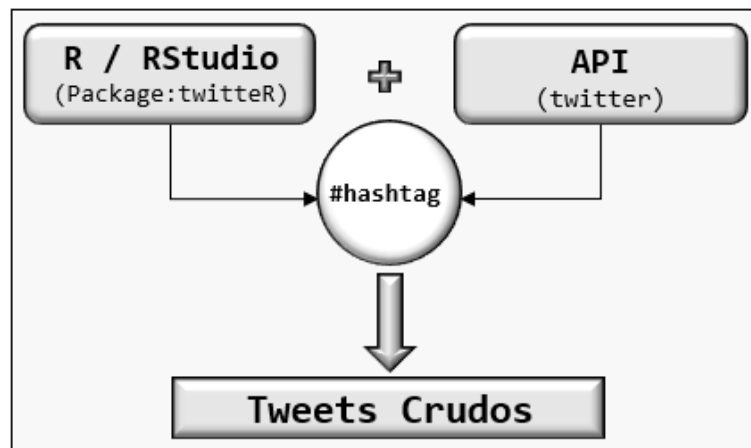 R / RStudio
(Package:twitteR)
API
(twitter)
#hashtag
Tweets Crudos